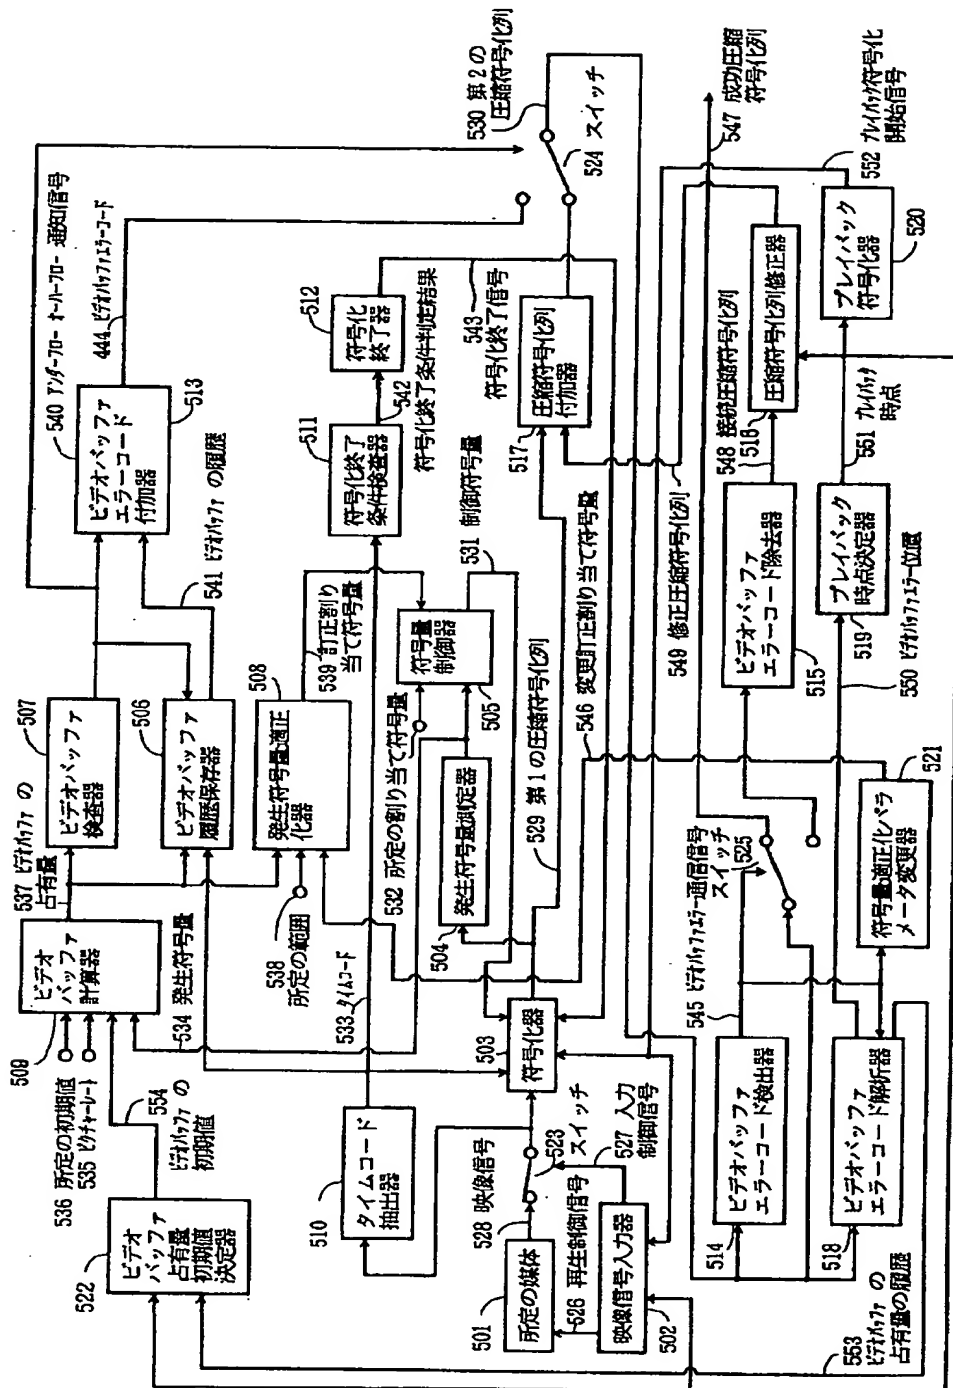 540 アンダーフロー オーバーフロー 通知信号
444 ビデオバッファエラーコード
530 第2の
圧縮符号化列
524 スイッチ
537 ビデオバッファ の
占有量
507
ビデオバッファ
検査器
ビデオバッファ
エラーコード
付加器
513
541 ビデオバッファ の履歴
506
ビデオバッファ
履歴保存器
509
ビデオ
バッファ
計算器
536 所定の初期値
535 ピクチャーレート
534 発生符号量
554
ビデオバッファ の
初期値
522
ビデオ
バッファ
占有量
初期値
決定器
508
発生符号量適正
化器
538
所定の範囲
539 訂正割り
当て符号量
511
符号化終了
条件検査器
542
符号化終了条件判定結果
512
符号化
終了器
543
符号化終了信号
533 タイムコード
532 所定の割り当て符号量
符号量
制御器
505
531 制御符号量
510
タイムコード
抽出器
504
発生符号量測定器
517
圧縮符号化列
付加器
529 第1の圧縮符号化列
503
符号化器
528 映像信号
523
スイッチ
501
所定の媒体
526 再生制御信号
527 入力
制御信号
映像信号入力器
502
546 変更訂正割り当て符号量
549 修正圧縮符号化列
547 成功圧縮
符号化列
552 プレイバック符号化
開始信号
545 ビデオバッファエラー通信信号
スイッチ
525
514
ビデオバッファ
エラーコード検出器
515
ビデオバッファ
エラーコード除去器
548 接続圧縮符号化列
516
圧縮符号化列修正器
520
プレイバック
符号化器
551 プレイバック
時点
519
プレイバック
時点決定器
550 ビデオバッファエラー位置
521
符号量適正化パラ
メータ変更器
518
ビデオバッファ
エラーコード解析器
553
ビデオバッファ の
占有量の履歴